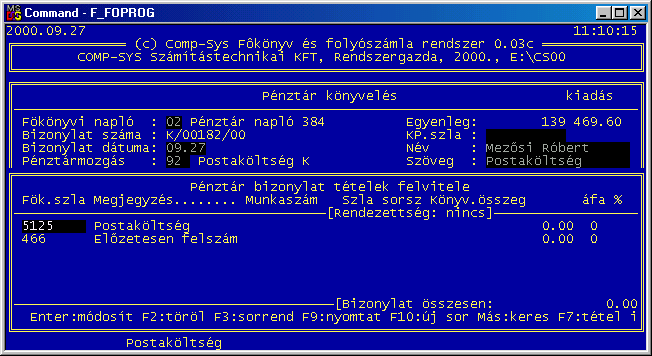 MS DOS Command - F_FOPROG
2000.09.27 11:10:15
(c) Comp-Sys Fôkönyv és folyószámla rendszer 0.03c
COMP-SYS Számítástechnikai KFT, Rendszergazda, 2000., E:\CS00
Pénztár könyvelés kiadás
Fôkönyvi napló : 02 Pénztár napló 384 Egyenleg: 139 469.60
Bizonylat száma : K/00182/00 KP.szla :
Bizonylat dátuma: 09.27 Név : Mezősi Róbert
Pénztármozgás : 92 Postaköltség K Szöveg : Postaköltség
Pénztár bizonylat tételek felvitele
Fök.szla Megjegyzés........ Munkaszám Szla sorsz Könyv.összeg áfa %
[Rendezettség: nincs]
5125 Postaköltség 0.00 0
466 Előzetesen felszám 0.00 0
[Bizonylat összesen: 0.00
Enter:módosít F2:töröl F3:sorrend F9:nyomtat F10:új sor Más:keres F7:tétel i
Postaköltség